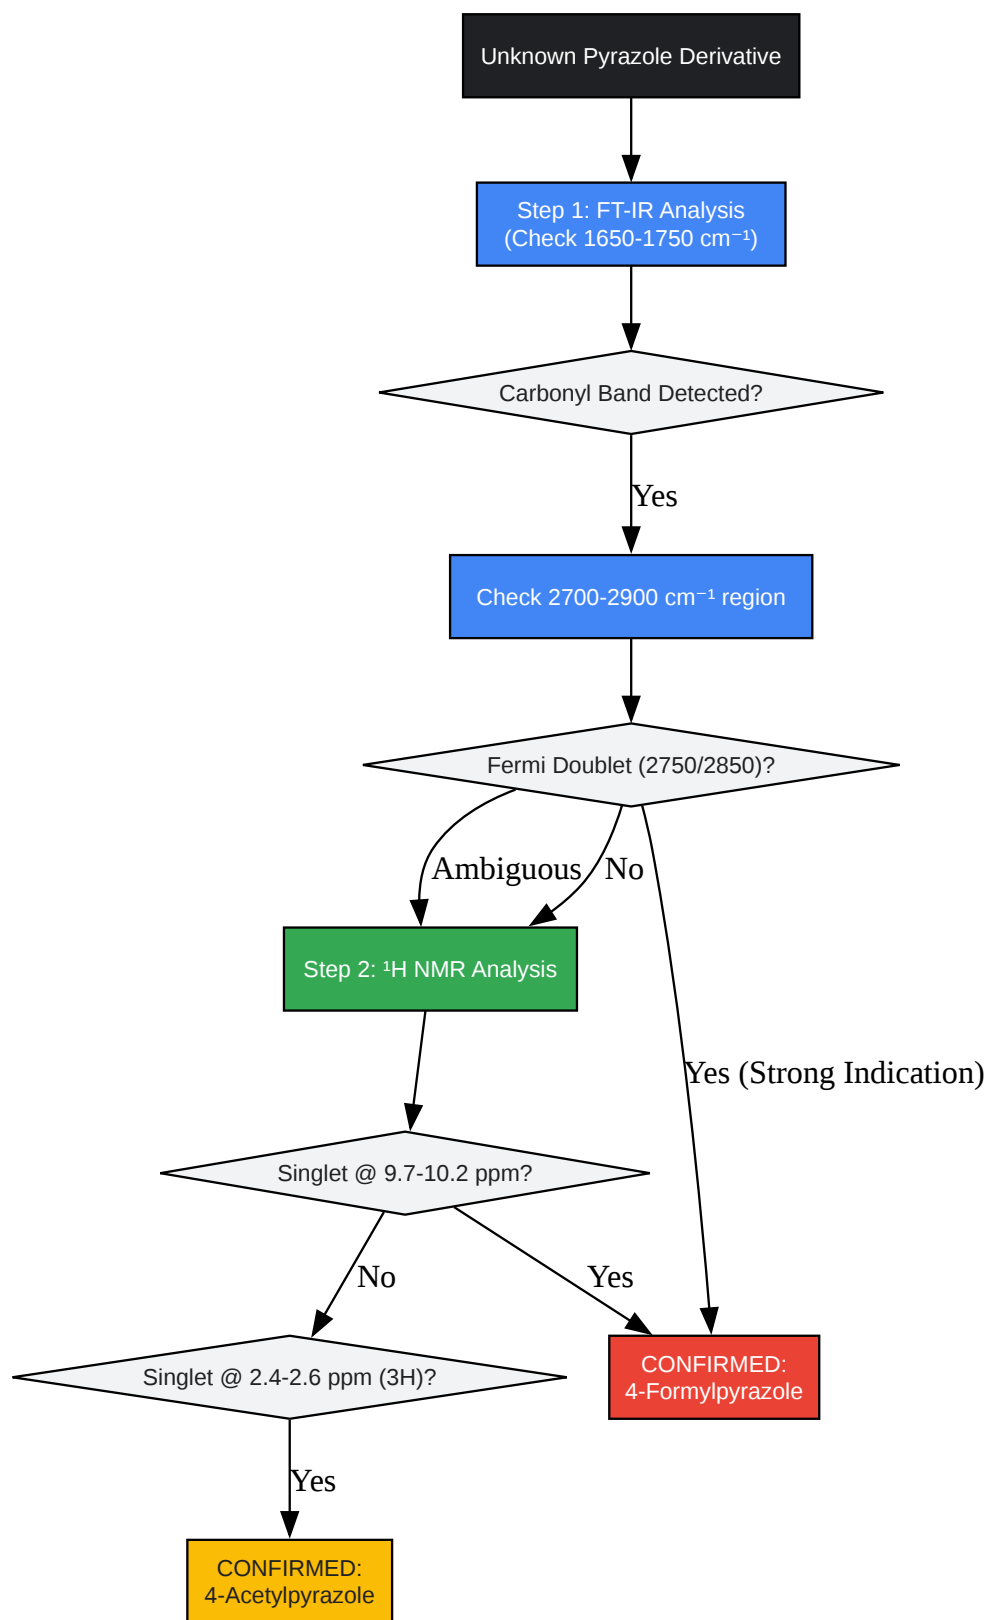 Unknown Pyrazole Derivative
Step 1: FT-IR Analysis
(Check 1650-1750 cm⁻¹)
Carbonyl Band Detected?
Yes
Check 2700-2900 cm⁻¹ region
Fermi Doublet (2750/2850)?
Ambiguous
No
Step 2: ¹H NMR Analysis
Yes (Strong Indication)
Singlet @ 9.7-10.2 ppm?
No
Yes
Singlet @ 2.4-2.6 ppm (3H)?
CONFIRMED:
4-Formylpyrazole
Yes
CONFIRMED:
4-Acetylpyrazole